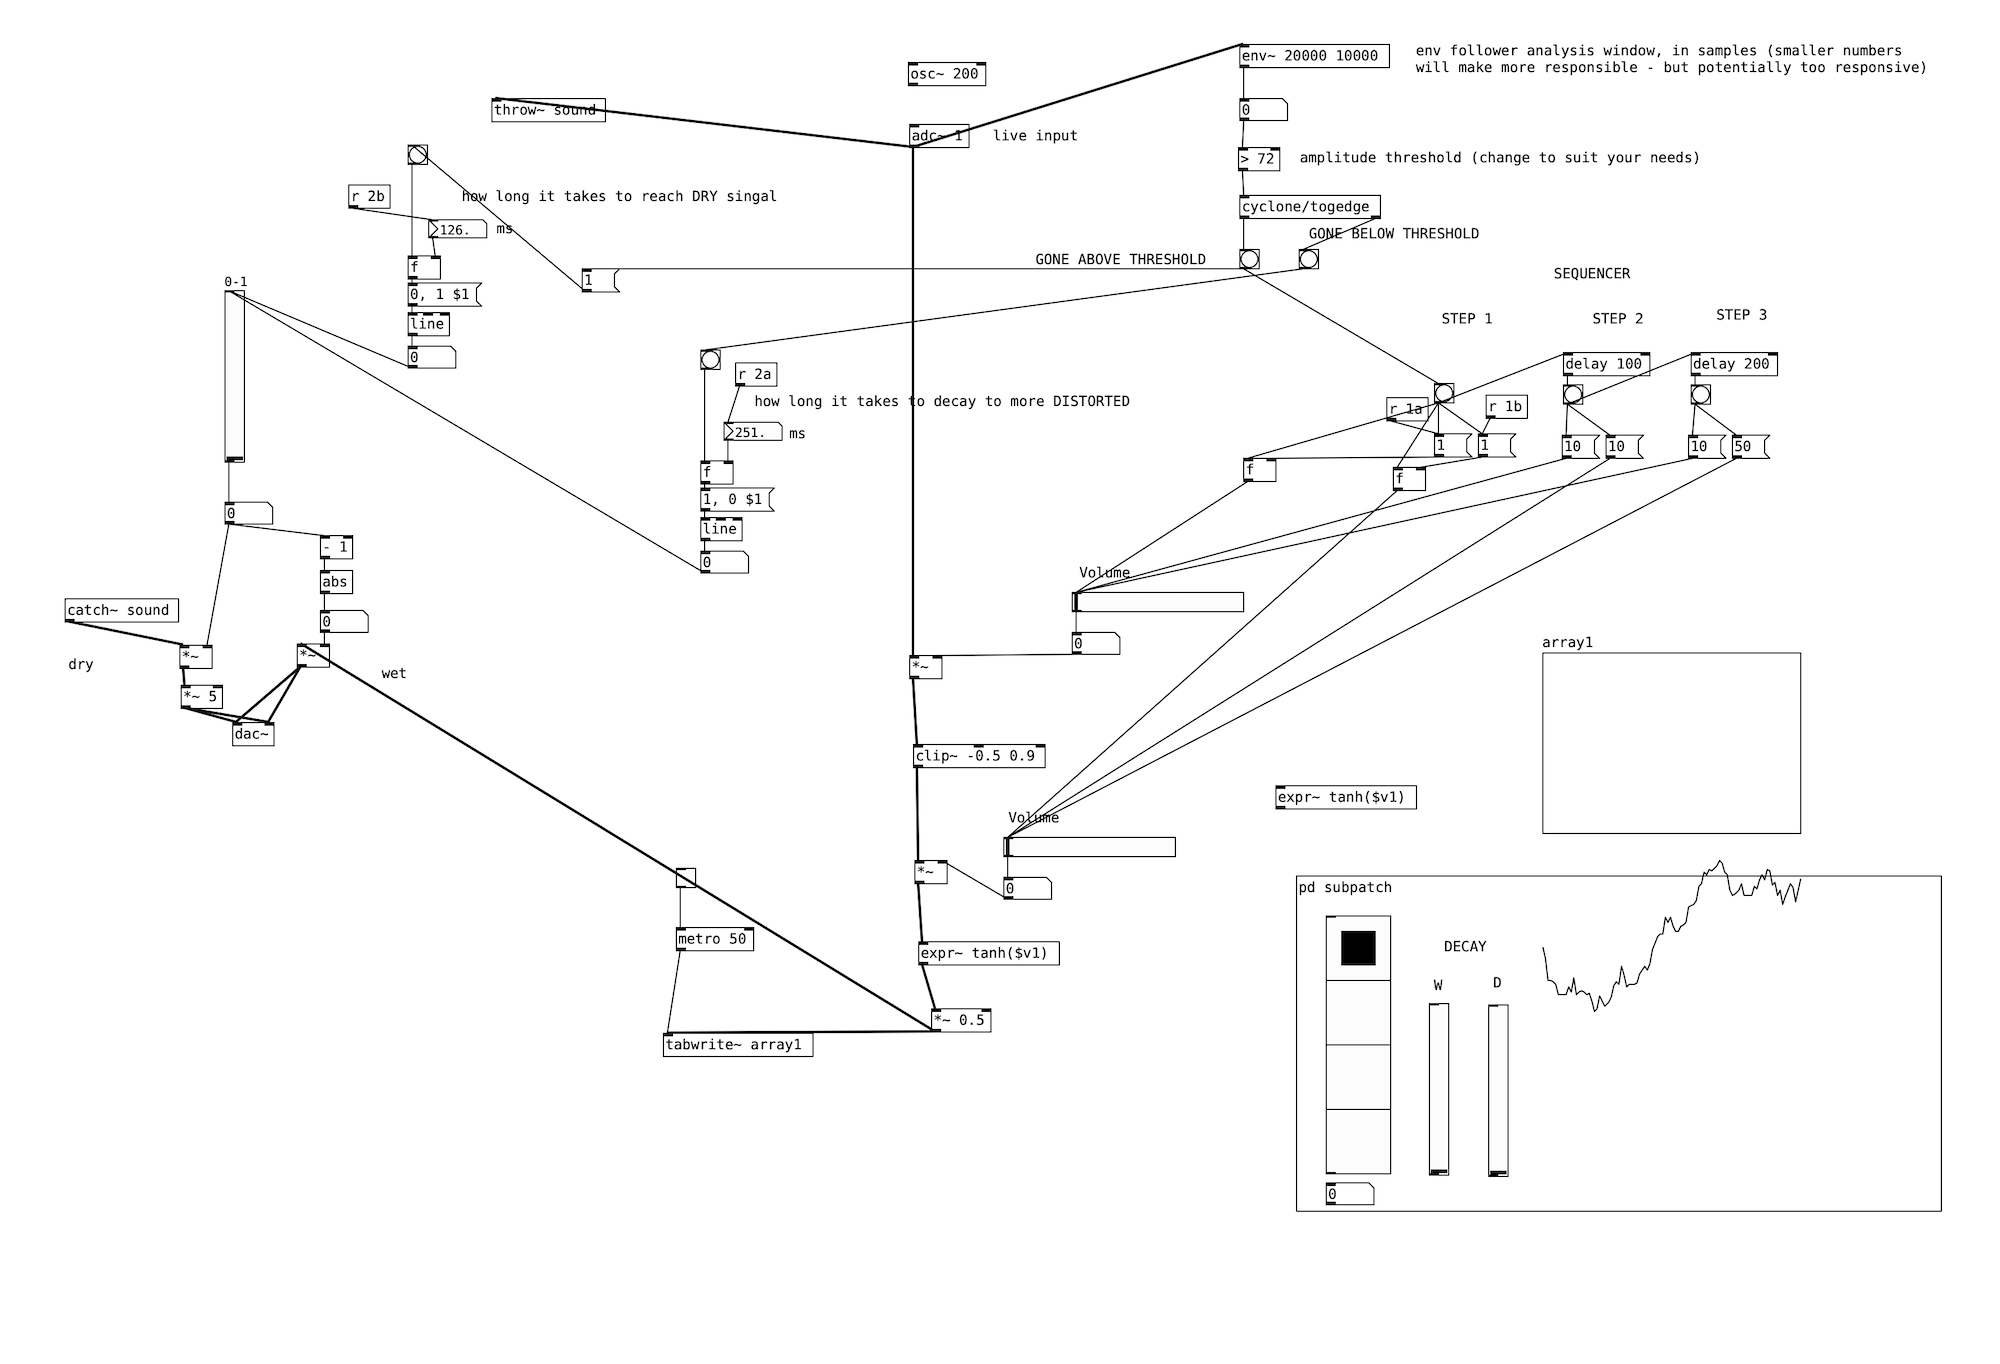 env~ 20000 10000
env follower analysis window, in samples (smaller numbers
will make more responsible - but potentially too responsive)
osc~ 200
throw~ sound
0
adc~ 1
live input
> 72
amplitude threshold (change to suit your needs)
r 2b
how long it takes to reach DRY singal
126.
ms
cyclone/togedge
GONE BELOW THRESHOLD
GONE ABOVE THRESHOLD
f
1
0-1
0, 1 $1
line
0
SEQUENCER
STEP 1
STEP 2
STEP 3
delay 100
delay 200
r 2a
how long it takes to decay to more DISTORTED
251.
ms
r 1a
r 1b
1
1
10
10
10
50
f
f
f
1, 0 $1
line
0
0
- 1
abs
0
catch~ sound
*~
*~
dry
wet
*~ 5
dac~
Volume
0
*~
clip~ -0.5 0.9
expr~ tanh($v1)
array1
Volume
*~
0
metro 50
expr~ tanh($v1)
*~ 0.5
tabwrite~ array1
pd subpatch
DECAY
W
D
0